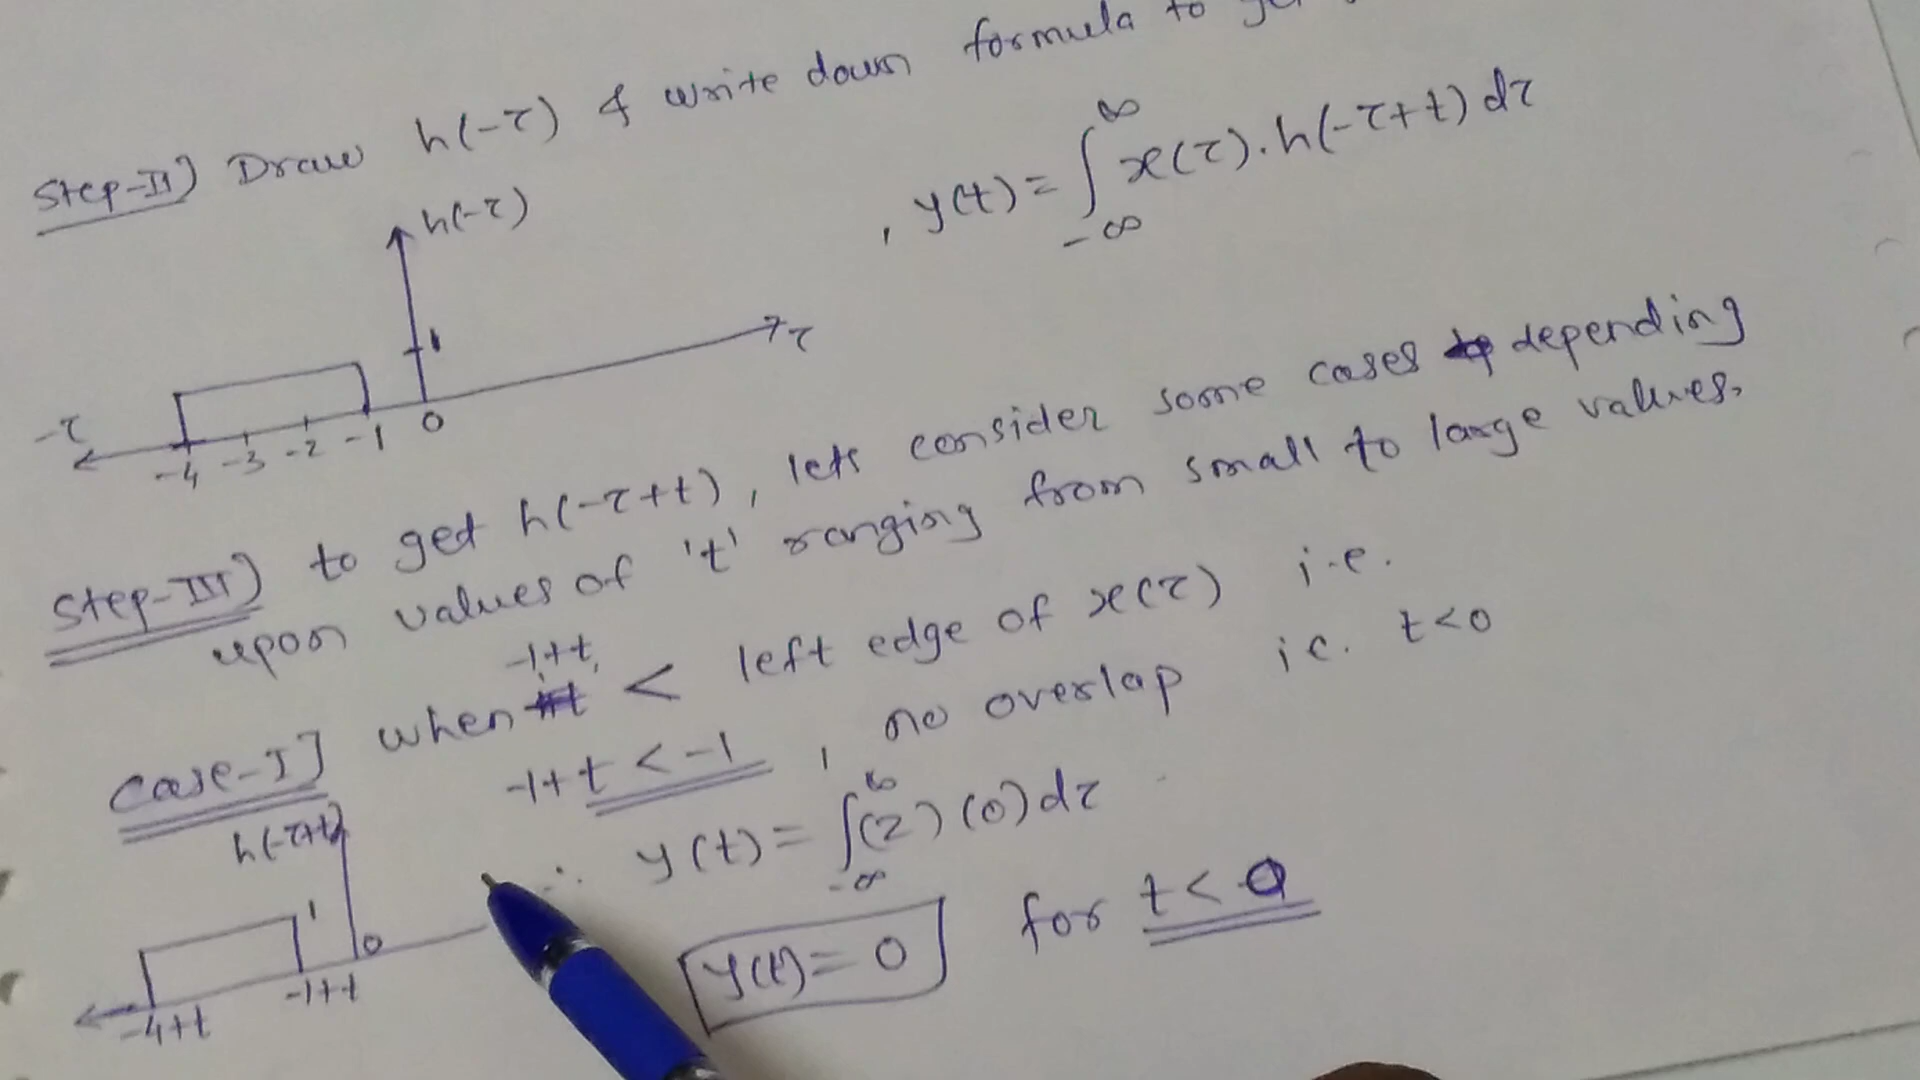 Step-II) Draw h(-τ) & write down formula to
, y(t) = ∫ x(τ). h(-τ+t) dτ
∞
-∞
h(-τ)
1
τ
-τ
-4 -3 -2 -1 0
Step-III) to get h(-τ+t), lets consider some cases depending
upon values of 't' ranging from small to large values,
Case-I] when -1+t, < left edge of x(τ) i.e.
-1+t < -1 , no overlap ie. t<0
∴ y(t) = ∫(2) (0) dτ
∞
-∞
h(-τ+t)
1
0
-4+t -1+t
y(t) = 0 for t < 0